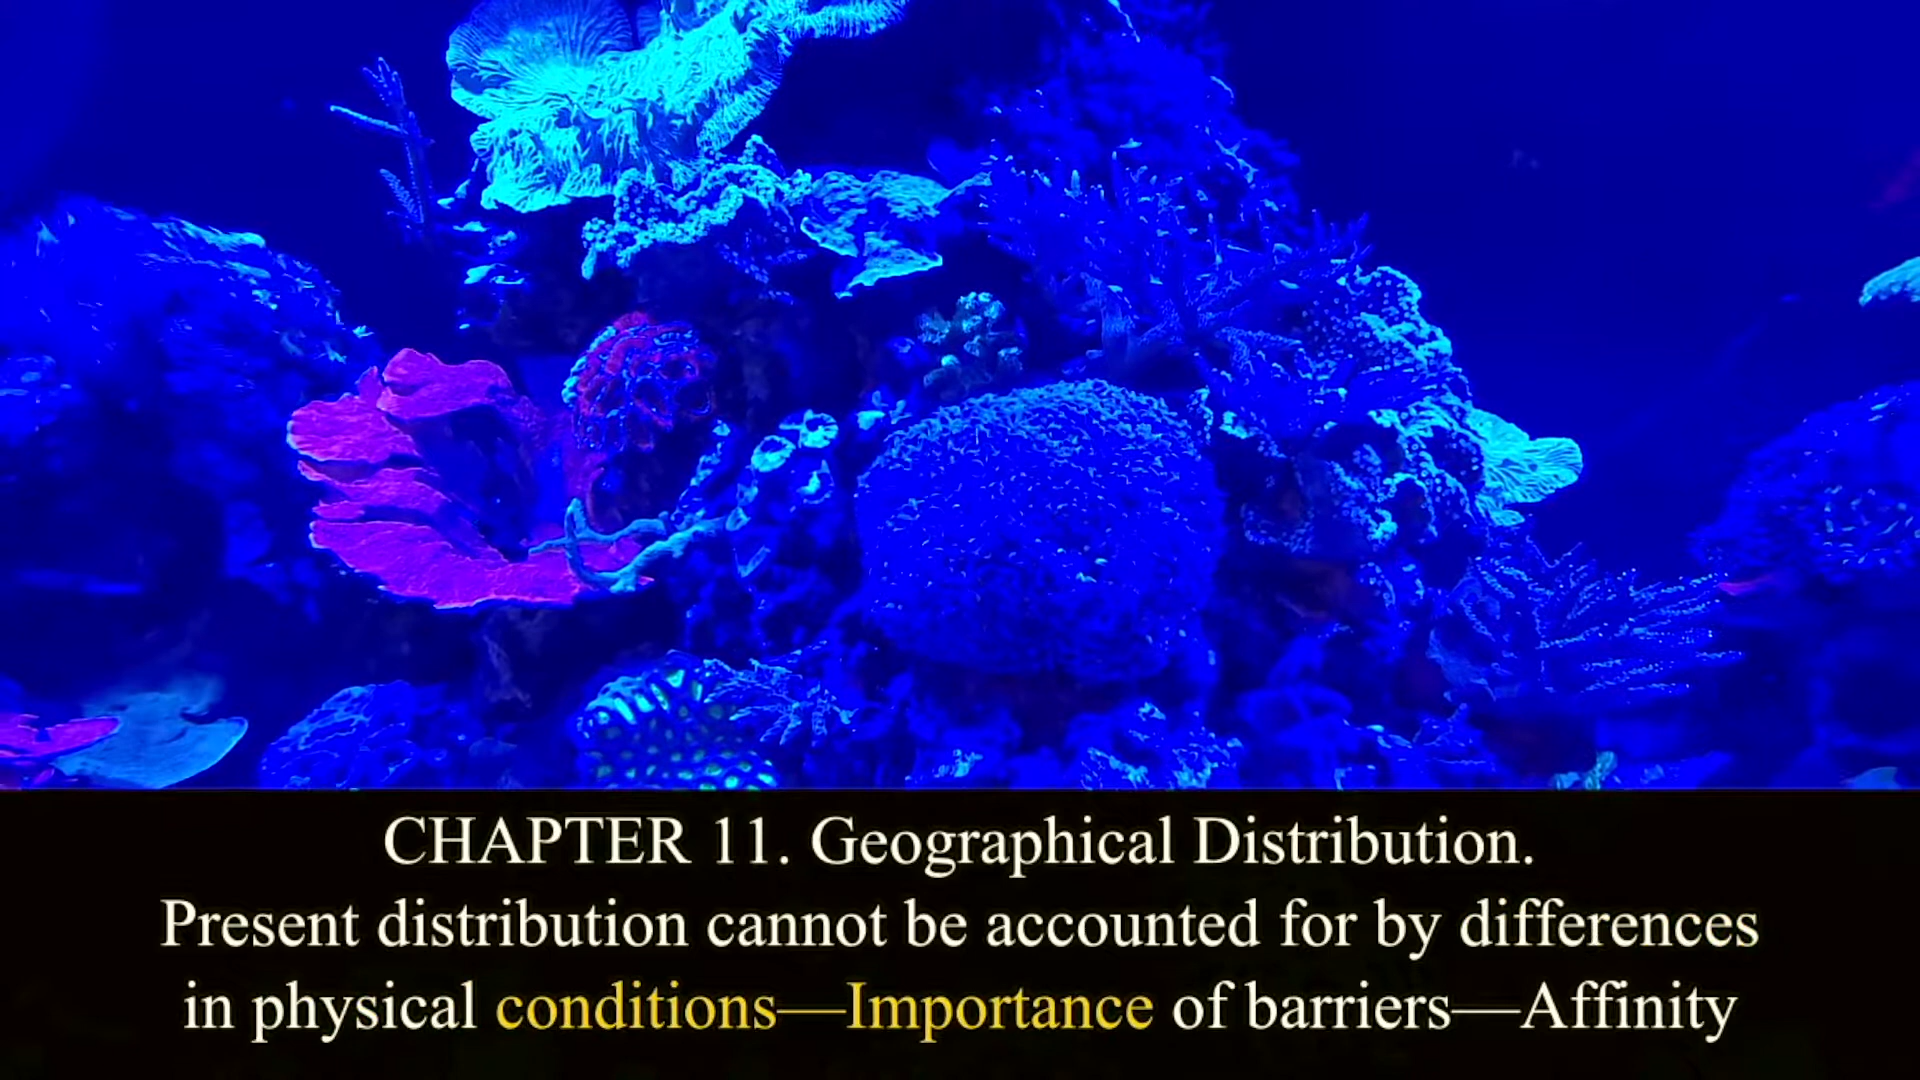 CHAPTER 11. Geographical Distribution.
Present distribution cannot be accounted for by differences
in physical conditions—Importance of barriers—Affinity